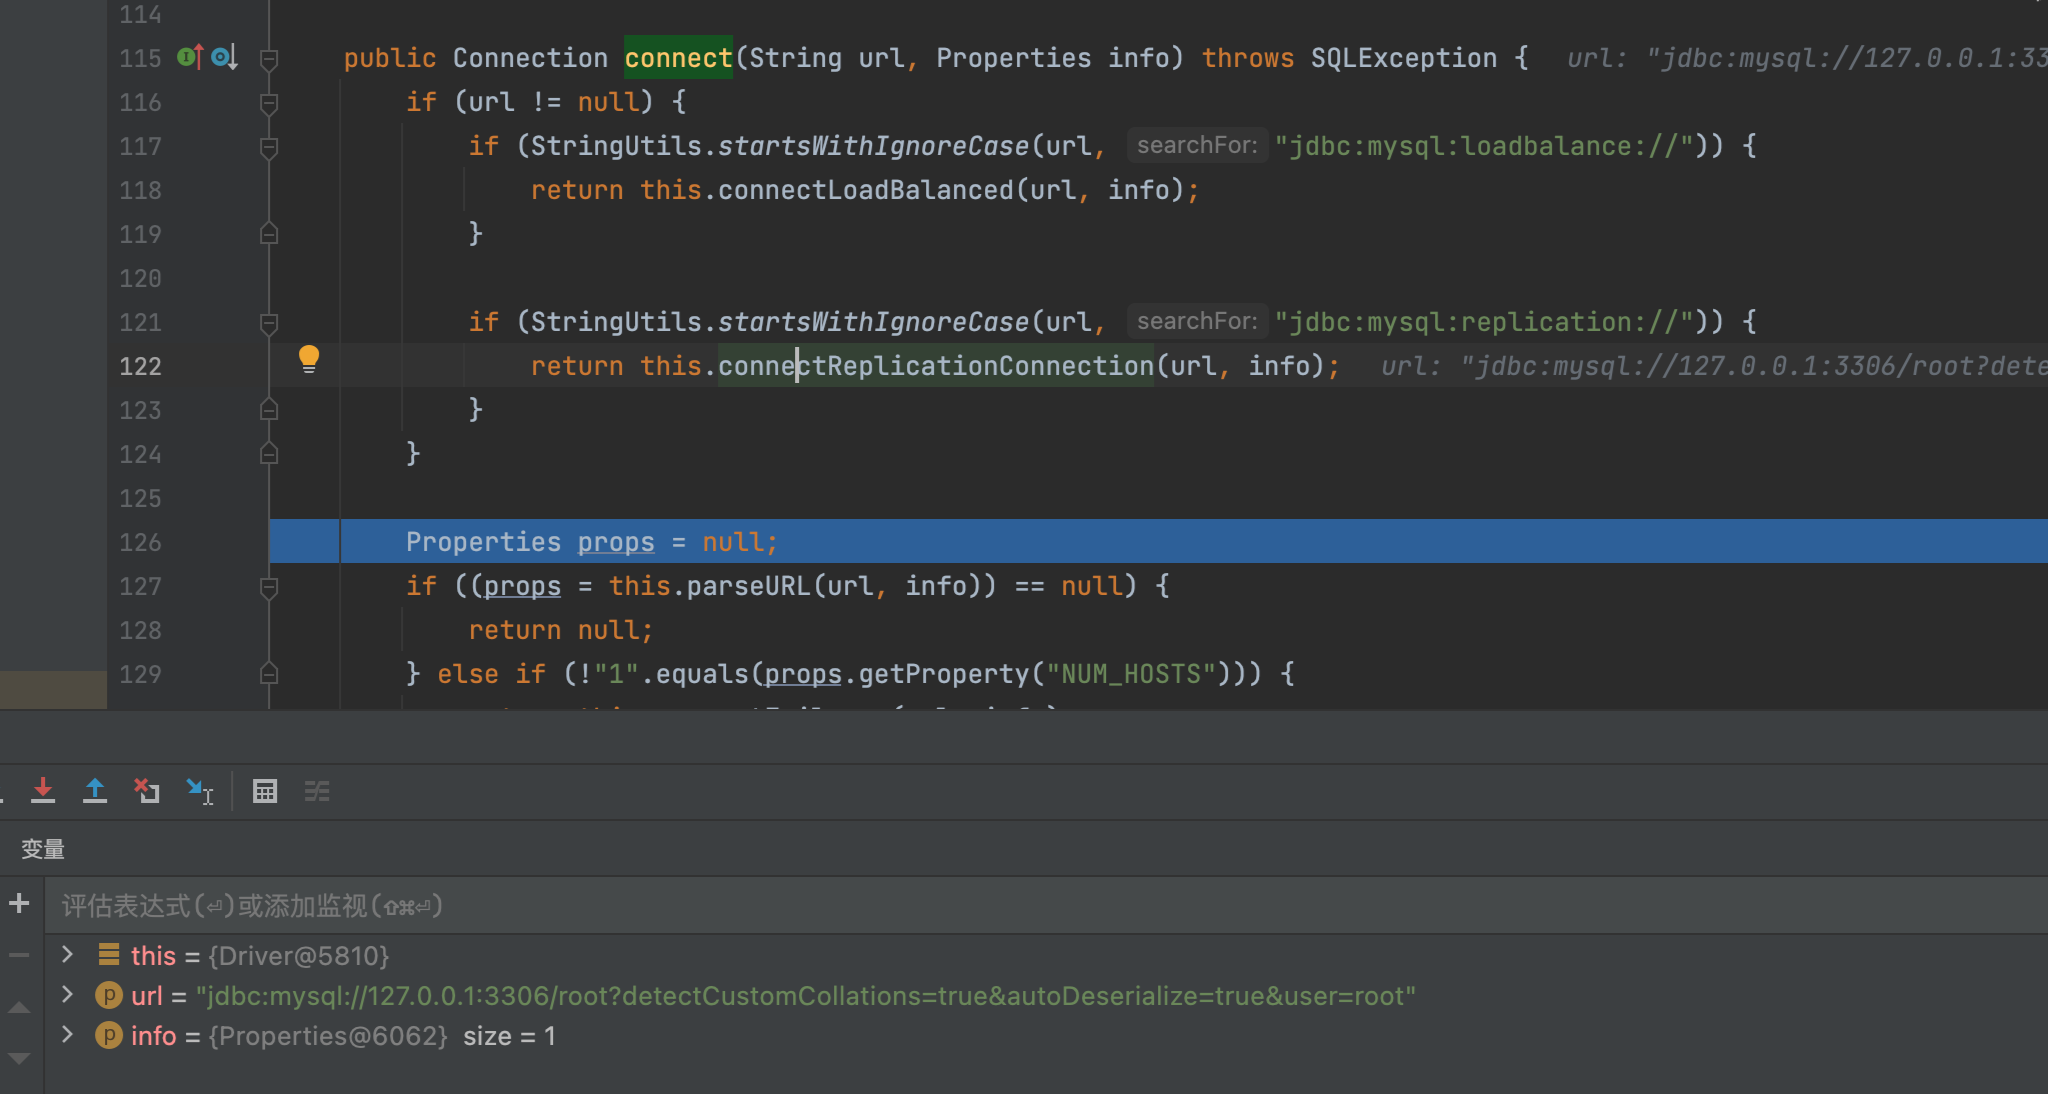 114
115 public Connection connect(String url, Properties info) throws SQLException { url: "jdbc:mysql://127.0.0.1:33
116 if (url != null) {
117 if (StringUtils.startsWithIgnoreCase(url, searchFor: "jdbc:mysql:loadbalance://")) {
118 return this.connectLoadBalanced(url, info);
119 }
120
121 if (StringUtils.startsWithIgnoreCase(url, searchFor: "jdbc:mysql:replication://")) {
122 return this.connectReplicationConnection(url, info); url: "jdbc:mysql://127.0.0.1:3306/root?dete
123 }
124 }
125
126 Properties props = null;
127 if ((props = this.parseURL(url, info)) == null) {
128 return null;
129 } else if (!"1".equals(props.getProperty("NUM_HOSTS"))) {
变量
评估表达式(⏎)或添加监视(⇧⌘⏎)
this = {Driver@5810}
url = "jdbc:mysql://127.0.0.1:3306/root?detectCustomCollations=true&autoDeserialize=true&user=root"
info = {Properties@6062} size = 1